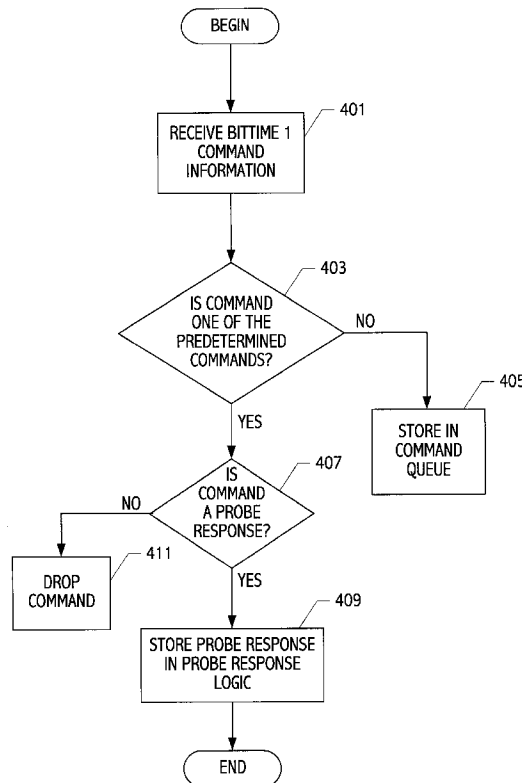 BEGIN
401
RECEIVE BITTIME 1
COMMAND
INFORMATION
403
IS COMMAND
ONE OF THE
PREDETERMINED
COMMANDS?
NO
405
YES
STORE IN
COMMAND
QUEUE
407
IS
COMMAND
A PROBE
RESPONSE?
NO
411
DROP
COMMAND
YES
409
STORE PROBE RESPONSE
IN PROBE RESPONSE
LOGIC
END